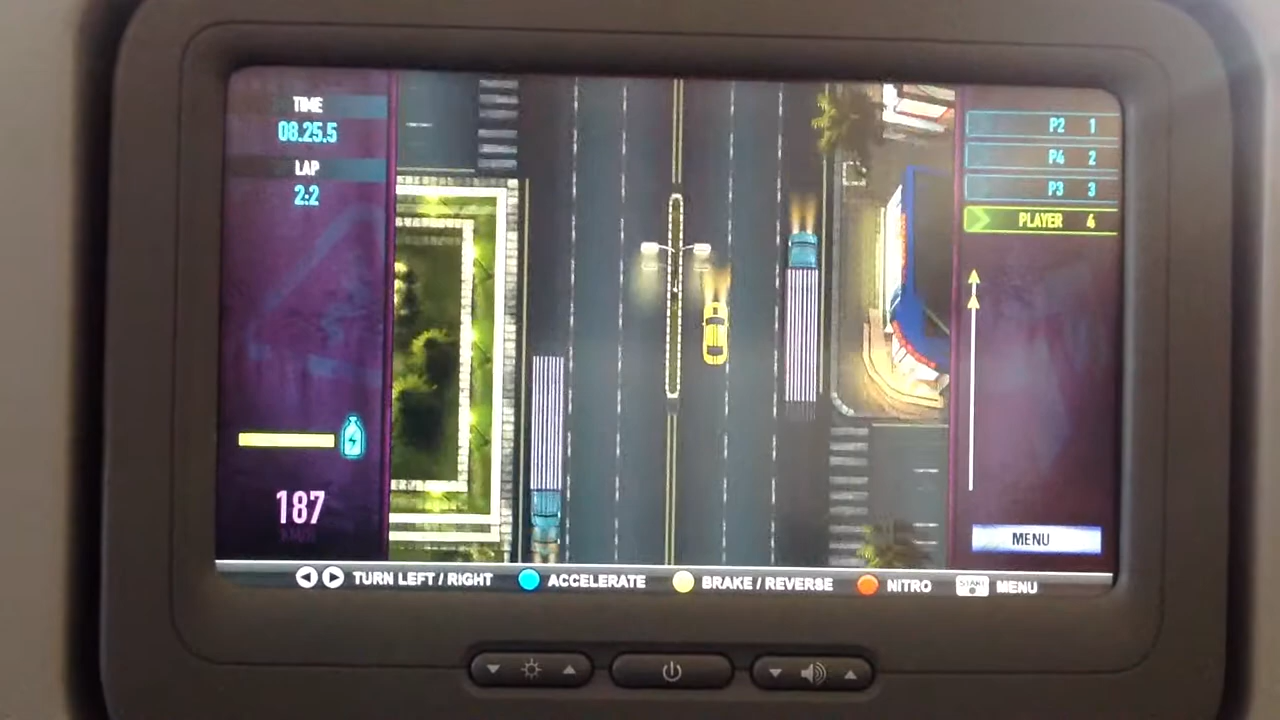 TIME
08.25.5
LAP
2:2
187
P2 1
P4 2
P3 3
PLAYER 4
MENU
TURN LEFT / RIGHT ACCELERATE BRAKE / REVERSE NITRO START MENU